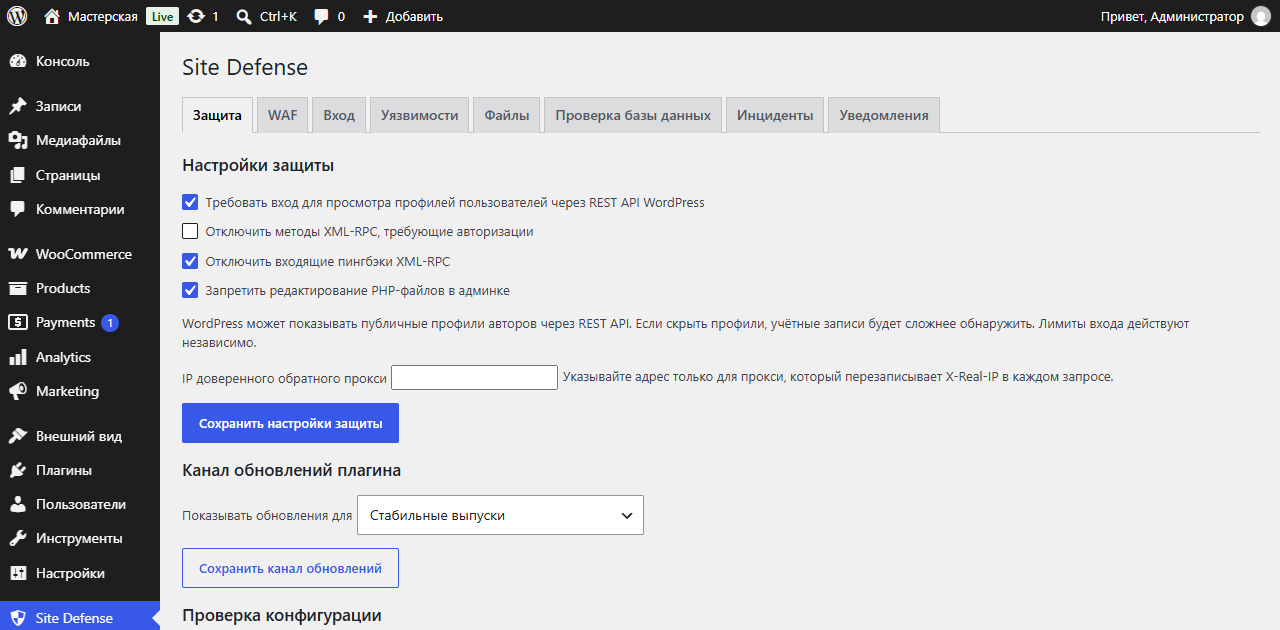 Мастерская Live 1 Ctrl+K 0 Добавить Привет, Администратор
Консоль
Записи
Медиафайлы
Страницы
Комментарии
WooCommerce
Products
Payments 1
Analytics
Marketing
Внешний вид
Плагины
Пользователи
Инструменты
Настройки
Site Defense
Site Defense
Защита WAF Вход Уязвимости Файлы Проверка базы данных Инциденты Уведомления
Настройки защиты
Требовать вход для просмотра профилей пользователей через REST API WordPress
Отключить методы XML-RPC, требующие авторизации
Отключить входящие пингбэки XML-RPC
Запретить редактирование PHP-файлов в админке
WordPress может показывать публичные профили авторов через REST API. Если скрыть профили, учётные записи будет сложнее обнаружить. Лимиты входа действуют
независимо.
IP доверенного обратного прокси Указывайте адрес только для прокси, который перезаписывает X-Real-IP в каждом запросе.
Сохранить настройки защиты
Канал обновлений плагина
Показывать обновления для Стабильные выпуски
Сохранить канал обновлений
Проверка конфигурации